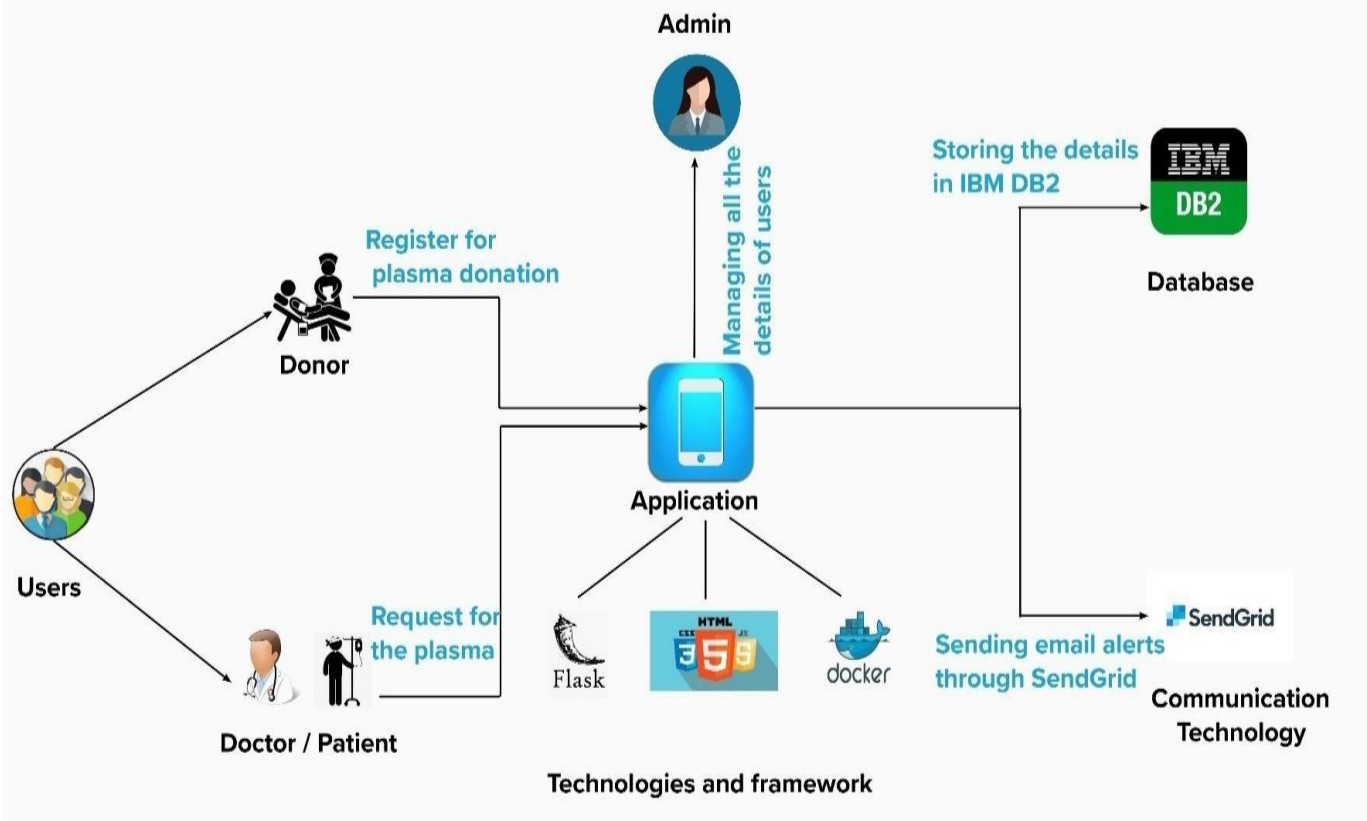 Admin
Managing all the
details of users
Storing the details
in IBM DB2
IBM
DB2
Database
Register for
plasma donation
Donor
Users
Application
Request for
the plasma
Doctor / Patient
Flask
HTML
CSS
JS
3
5
docker
SendGrid
Sending email alerts
through SendGrid
Communication
Technology
Technologies and framework